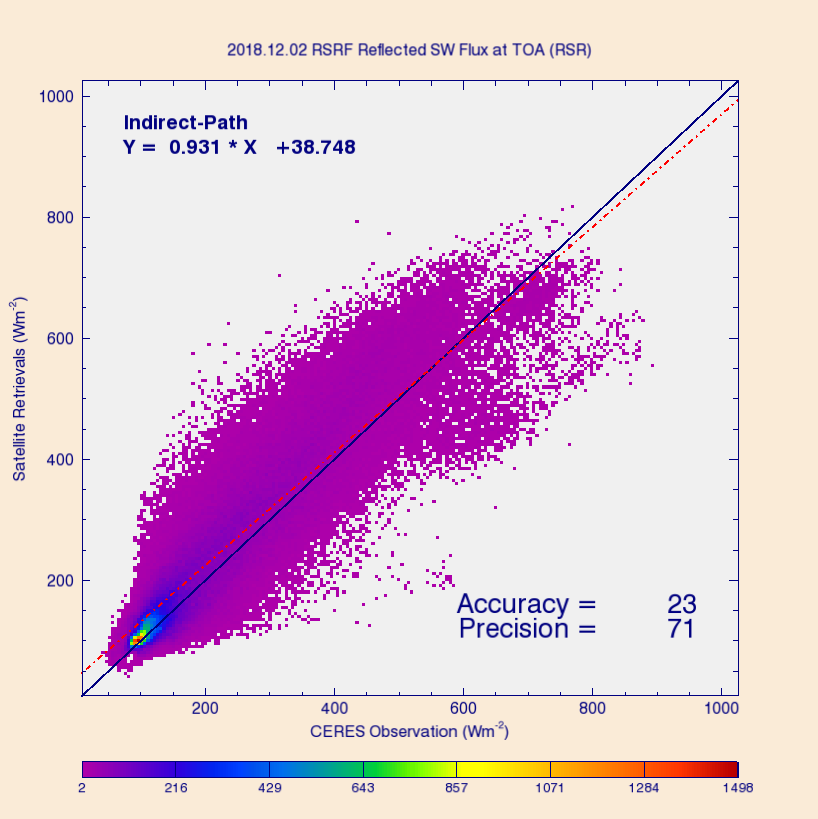 2018.12.02 RSRF Reflected SW Flux at TOA (RSR)
Indirect-Path
Y = 0.931 * X +38.748
1000
800
600
400
200
Satellite Retrievals (Wm-2)
Accuracy = 23
Precision = 71
200 400 600 800 1000
CERES Observation (Wm-2)
2 216 429 643 857 1071 1284 1498